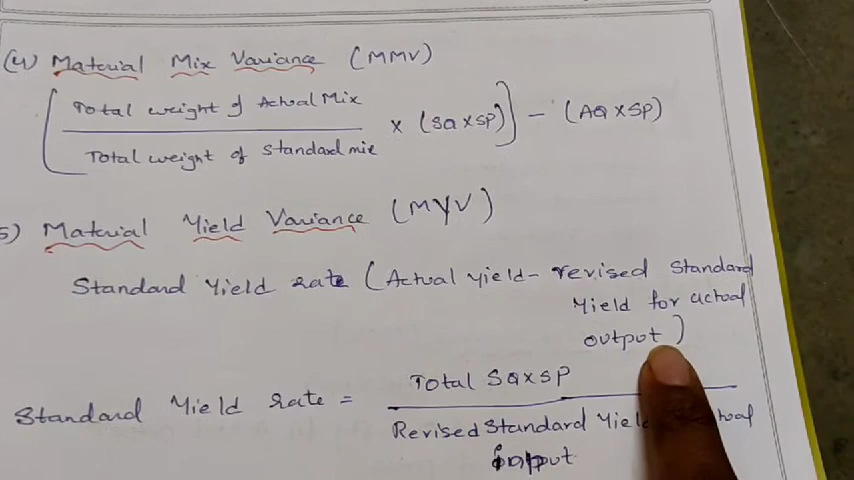 (4) Material Mix Variance (MMV)
[Total weight of Actual Mix
Total weight of Standard mix × (SQ×SP)] – (AQ×SP)
5) Material Yield Variance (MYV)
Standard Yield rate (Actual yield – revised Standard
Yield for actual
output)
Standard Yield rate = Total SQ×SP
Revised Standard Yield
input